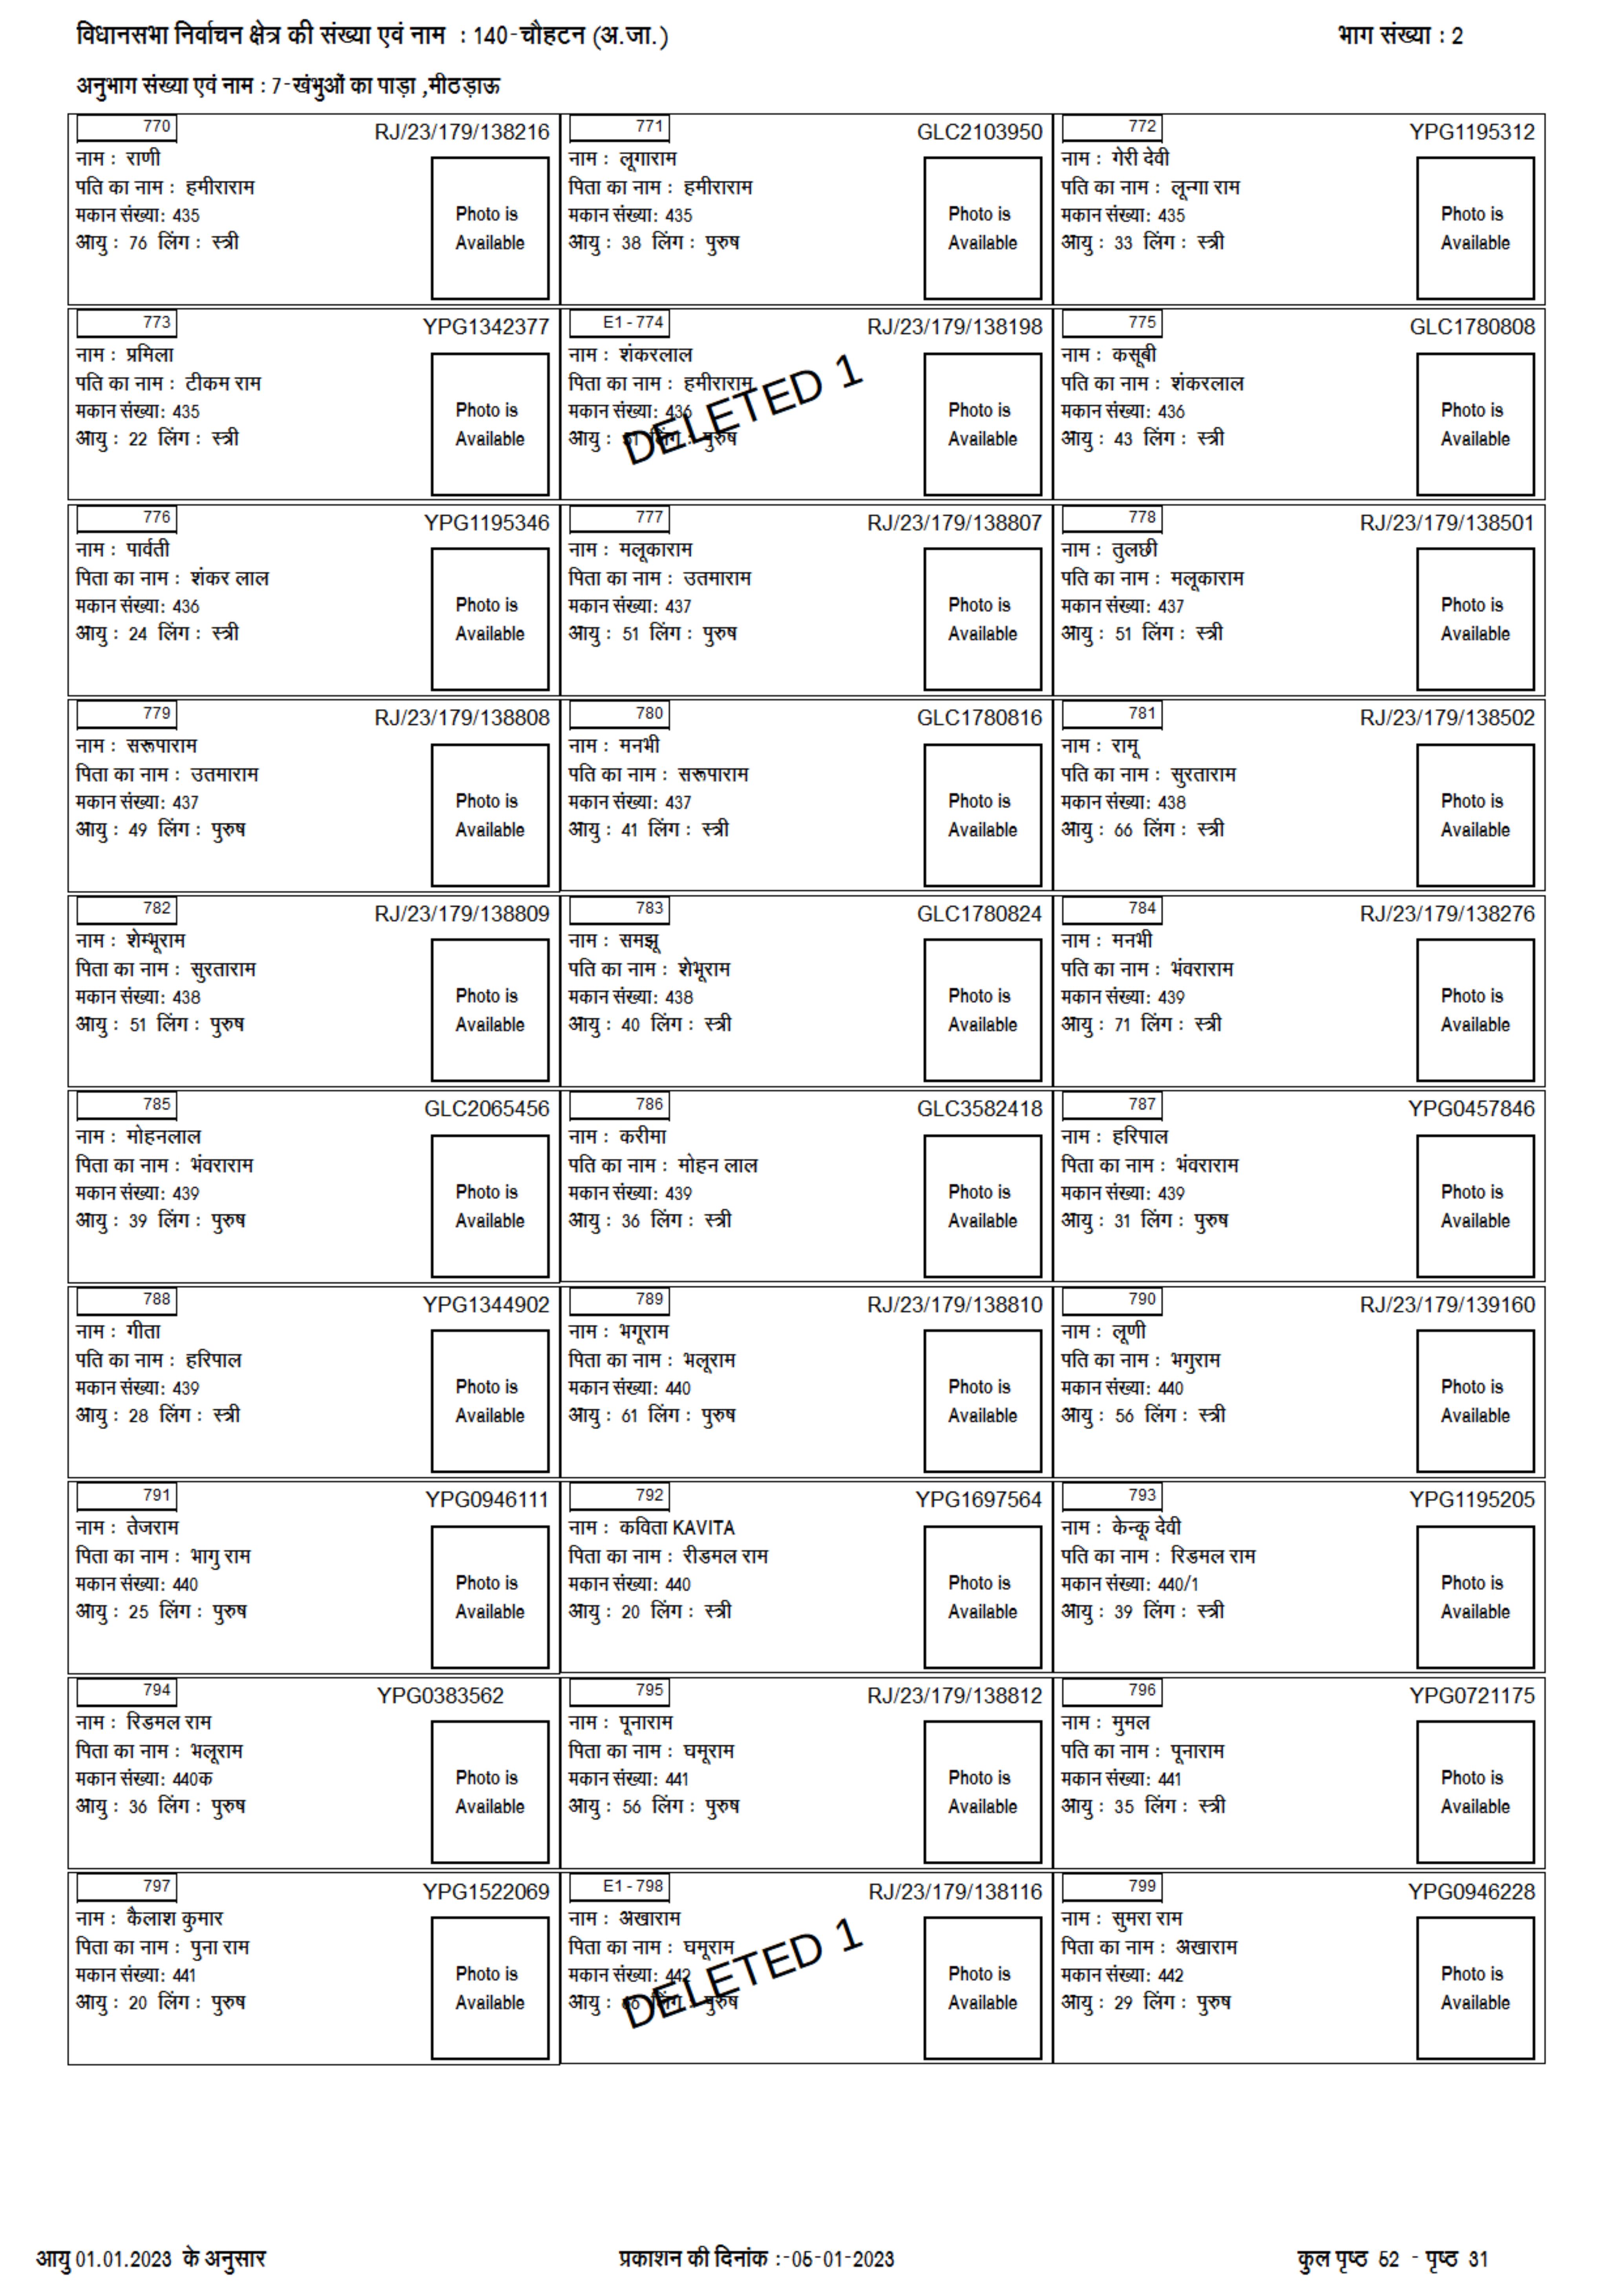 विधानसभा निर्वाचन क्षेत्र की संख्या एवं नाम : 140-चौहटन (अ.जा.)
भाग संख्या : 2
अनुभाग संख्या एवं नाम : 7-खंभुओं का पाड़ा ,मीठड़ाऊ
770
RJ/23/179/138216
नाम : राणी
पति का नाम : हमीराराम
मकान संख्या: 435
आयु : 76 लिंग : स्त्री
Photo is
Available
771
GLC2103950
नाम : लूगाराम
पिता का नाम : हमीराराम
मकान संख्या: 435
आयु : 38 लिंग : पुरुष
Photo is
Available
772
YPG1195312
नाम : गेरी देवी
पति का नाम : लून्गा राम
मकान संख्या: 435
आयु : 33 लिंग : स्त्री
Photo is
Available
773
YPG1342377
नाम : प्रमिला
पति का नाम : टीकम राम
मकान संख्या: 435
आयु : 22 लिंग : स्त्री
Photo is
Available
E1 - 774
RJ/23/179/138198
नाम : शंकरलाल
पिता का नाम : हमीराराम
मकान संख्या: 436
आयु : लिंग : पुरुष
DELETED 1
Photo is
Available
775
GLC1780808
नाम : कसूबी
पति का नाम : शंकरलाल
मकान संख्या: 436
आयु : 43 लिंग : स्त्री
Photo is
Available
776
YPG1195346
नाम : पार्वती
पिता का नाम : शंकर लाल
मकान संख्या: 436
आयु : 24 लिंग : स्त्री
Photo is
Available
777
RJ/23/179/138807
नाम : मलूकाराम
पिता का नाम : उतमाराम
मकान संख्या: 437
आयु : 51 लिंग : पुरुष
Photo is
Available
778
RJ/23/179/138501
नाम : तुलछी
पति का नाम : मलूकाराम
मकान संख्या: 437
आयु : 51 लिंग : स्त्री
Photo is
Available
779
RJ/23/179/138808
नाम : सरूपाराम
पिता का नाम : उतमाराम
मकान संख्या: 437
आयु : 49 लिंग : पुरुष
Photo is
Available
780
GLC1780816
नाम : मनभी
पति का नाम : सरूपाराम
मकान संख्या: 437
आयु : 41 लिंग : स्त्री
Photo is
Available
781
RJ/23/179/138502
नाम : रामू
पति का नाम : सुरताराम
मकान संख्या: 438
आयु : 66 लिंग : स्त्री
Photo is
Available
782
RJ/23/179/138809
नाम : शेम्भूराम
पिता का नाम : सुरताराम
मकान संख्या: 438
आयु : 51 लिंग : पुरुष
Photo is
Available
783
GLC1780824
नाम : समझू
पति का नाम : शेभूराम
मकान संख्या: 438
आयु : 40 लिंग : स्त्री
Photo is
Available
784
RJ/23/179/138276
नाम : मनभी
पति का नाम : भंवराराम
मकान संख्या: 439
आयु : 71 लिंग : स्त्री
Photo is
Available
785
GLC2065456
नाम : मोहनलाल
पिता का नाम : भंवराराम
मकान संख्या: 439
आयु : 39 लिंग : पुरुष
Photo is
Available
786
GLC3582418
नाम : करीमा
पति का नाम : मोहन लाल
मकान संख्या: 439
आयु : 36 लिंग : स्त्री
Photo is
Available
787
YPG0457846
नाम : हरिपाल
पिता का नाम : भंवराराम
मकान संख्या: 439
आयु : 31 लिंग : पुरुष
Photo is
Available
788
YPG1344902
नाम : गीता
पति का नाम : हरिपाल
मकान संख्या: 439
आयु : 28 लिंग : स्त्री
Photo is
Available
789
RJ/23/179/138810
नाम : भगूराम
पिता का नाम : भलूराम
मकान संख्या: 440
आयु : 61 लिंग : पुरुष
Photo is
Available
790
RJ/23/179/139160
नाम : लूणी
पति का नाम : भगुराम
मकान संख्या: 440
आयु : 56 लिंग : स्त्री
Photo is
Available
791
YPG0946111
नाम : तेजराम
पिता का नाम : भागु राम
मकान संख्या: 440
आयु : 25 लिंग : पुरुष
Photo is
Available
792
YPG1697564
नाम : कविता KAVITA
पिता का नाम : रीडमल राम
मकान संख्या: 440
आयु : 20 लिंग : स्त्री
Photo is
Available
793
YPG1195205
नाम : केन्कू देवी
पति का नाम : रिडमल राम
मकान संख्या: 440/1
आयु : 39 लिंग : स्त्री
Photo is
Available
794
YPG0383562
नाम : रिडमल राम
पिता का नाम : भलूराम
मकान संख्या: 440क
आयु : 36 लिंग : पुरुष
Photo is
Available
795
RJ/23/179/138812
नाम : पूनाराम
पिता का नाम : घमूराम
मकान संख्या: 441
आयु : 56 लिंग : पुरुष
Photo is
Available
796
YPG0721175
नाम : मुमल
पति का नाम : पूनाराम
मकान संख्या: 441
आयु : 35 लिंग : स्त्री
Photo is
Available
797
YPG1522069
नाम : कैलाश कुमार
पिता का नाम : पुना राम
मकान संख्या: 441
आयु : 20 लिंग : पुरुष
Photo is
Available
E1 - 798
RJ/23/179/138116
नाम : अखाराम
पिता का नाम : घमूराम
मकान संख्या: 442
आयु : लिंग : पुरुष
DELETED 1
Photo is
Available
799
YPG0946228
नाम : सुमरा राम
पिता का नाम : अखाराम
मकान संख्या: 442
आयु : 29 लिंग : पुरुष
Photo is
Available
आयु 01.01.2023 के अनुसार
प्रकाशन की दिनांक :-05-01-2023
कुल पृष्ठ 52 - पृष्ठ 31